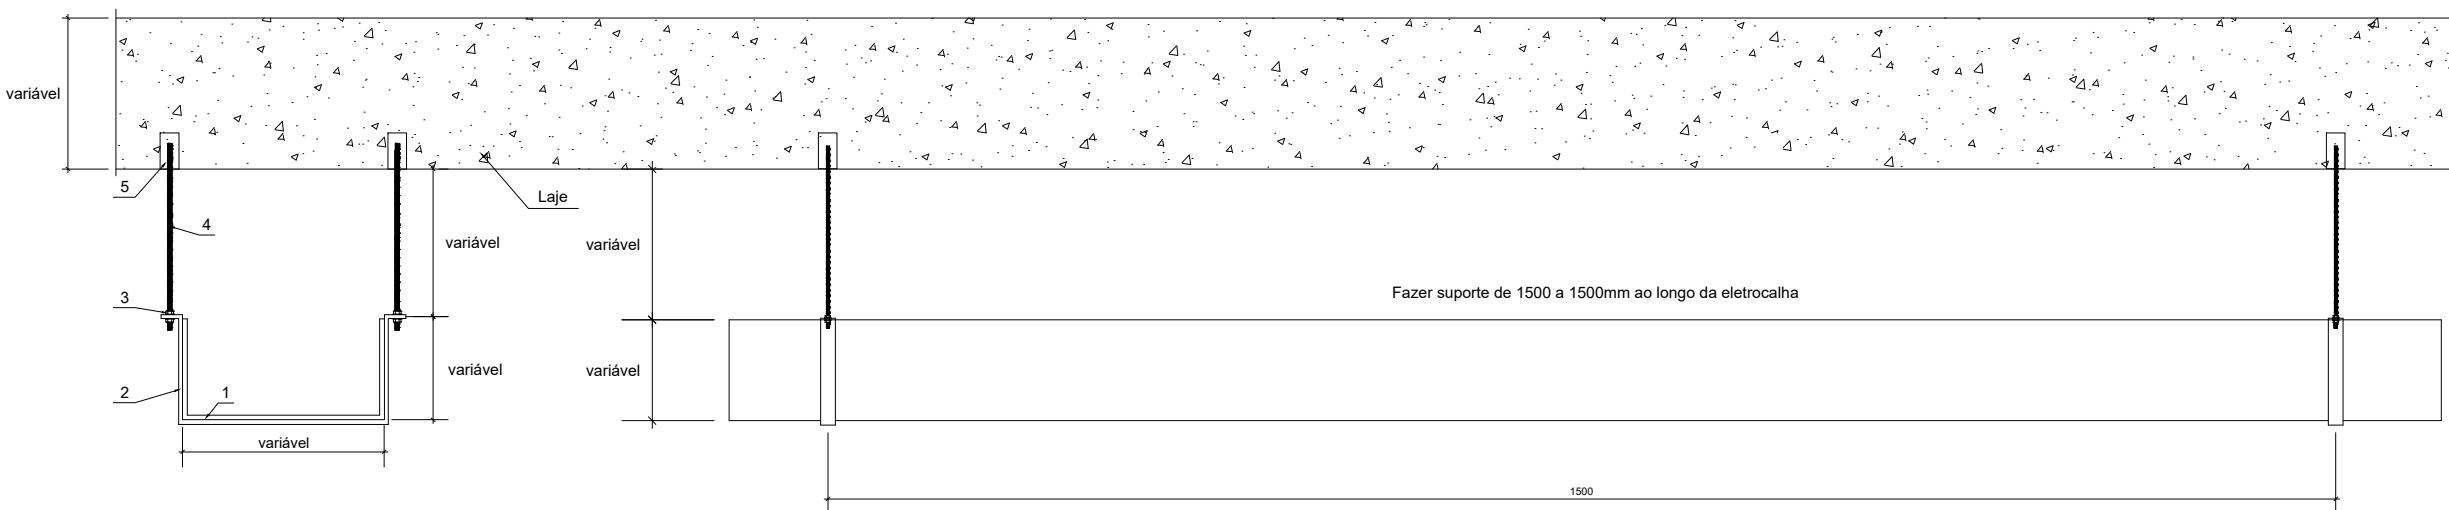 variável
5
Laje
4
variável
variável
3
Fazer suporte de 1500 a 1500mm ao longo da eletrocalha
variável
variável
2
1
variável
1500